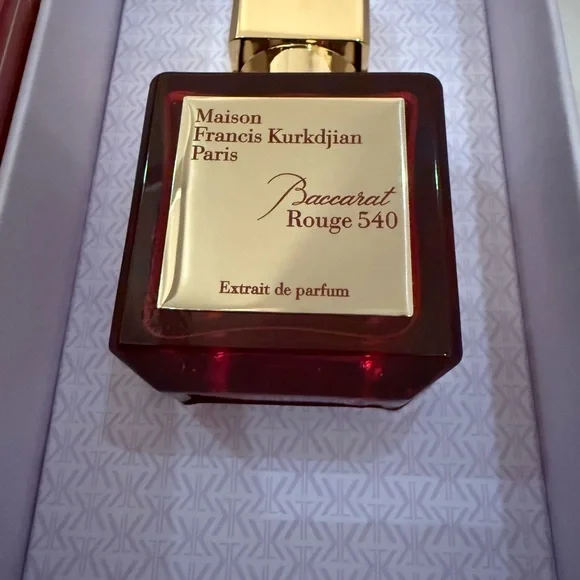 Maison
Francis Kurkdjian
Paris
Baccarat
Rouge 540
Extrait de parfum